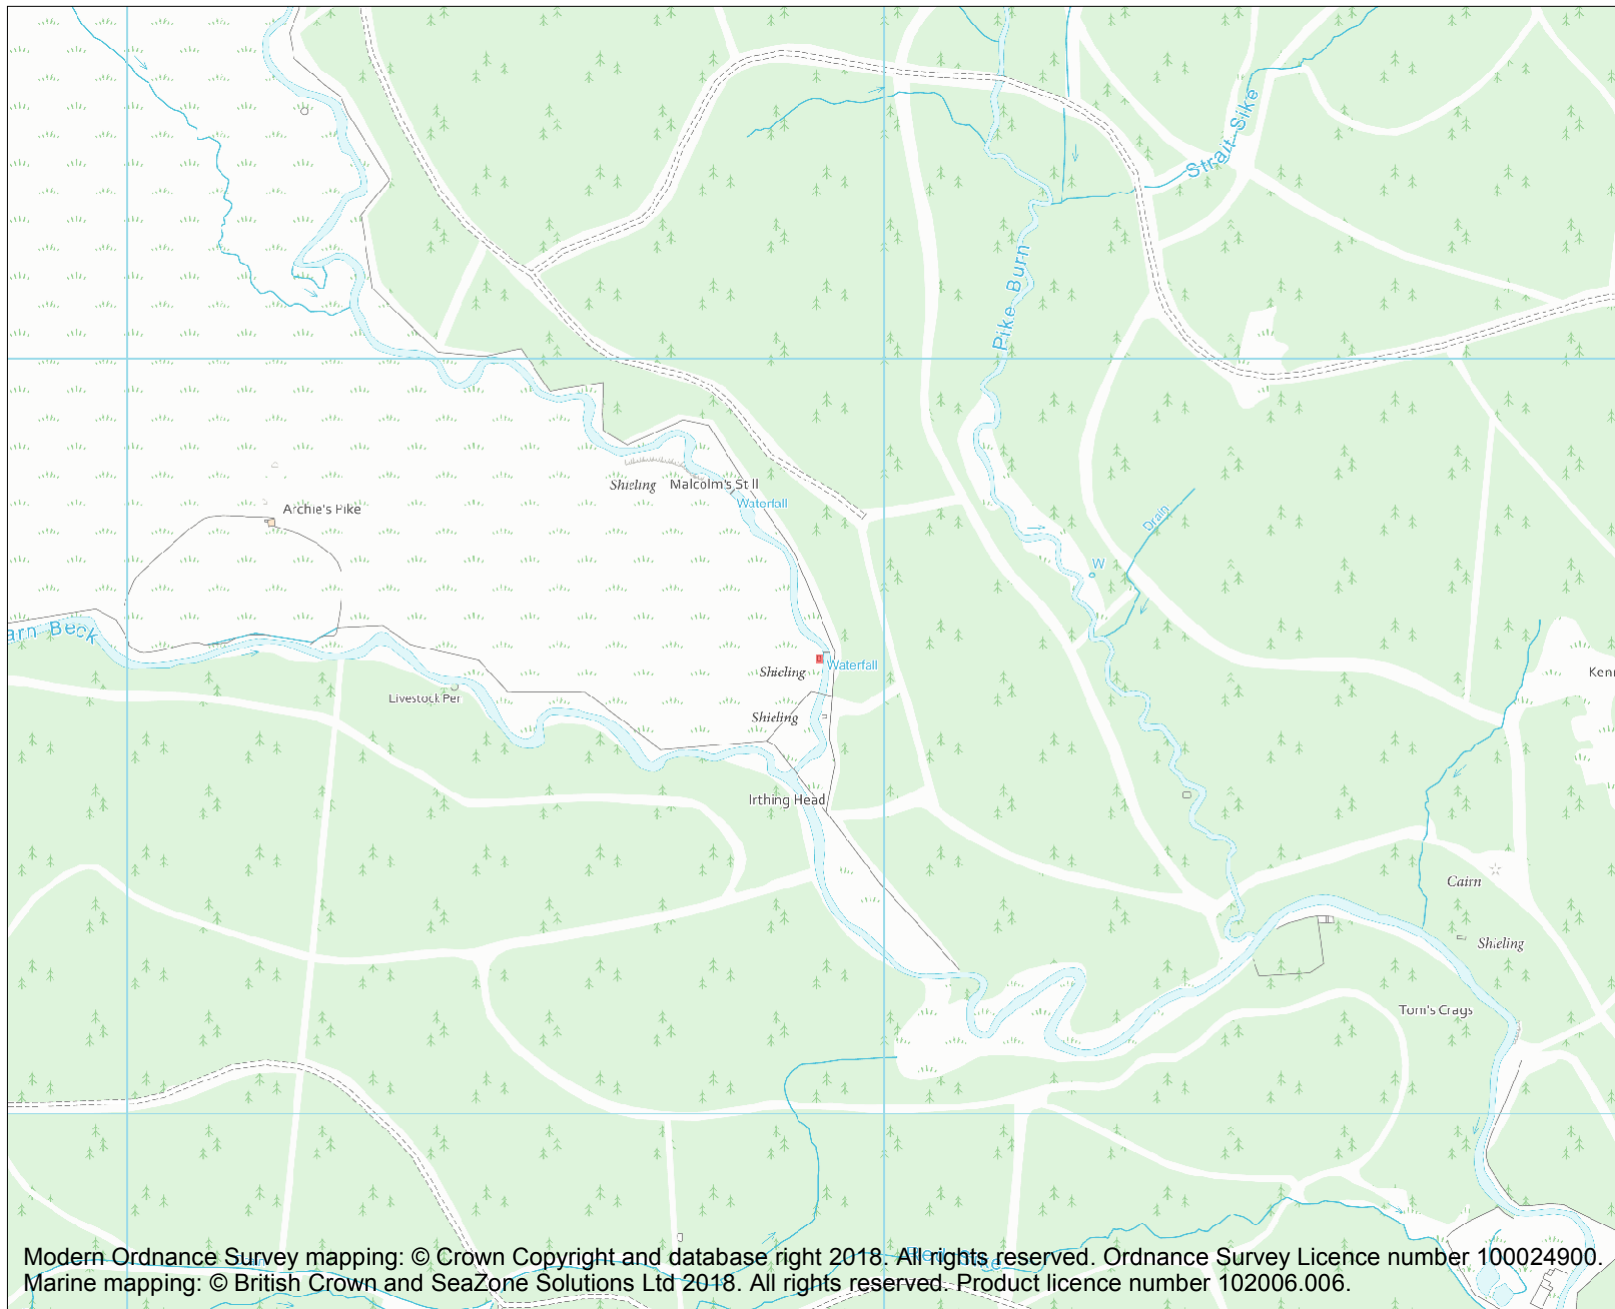 Strait Sike
Pike Burn
Shieling
Malcolm's St ll
Waterfall
Archie's Pike
Drain
W
arn Beck
Waterfall
Shieling
Kenn
Livestock Pen
Shieling
Irthing Head
Cairn
Shieling
Tom's Crags
Modern Ordnance Survey mapping: © Crown Copyright and database right 2018. All rights reserved. Ordnance Survey Licence number 100024900.
Marine mapping: © British Crown and SeaZone Solutions Ltd 2018. All rights reserved. Product licence number 102006.006.